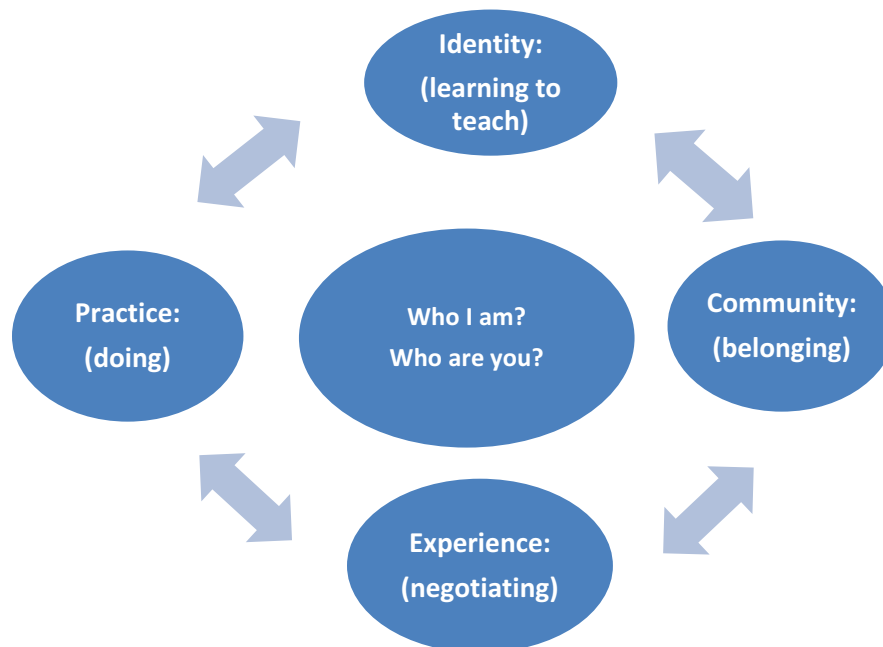 Identity:
(learning to
teach)
Practice:
(doing)
Who I am?
Who are you?
Community:
(belonging)
Experience:
(negotiating)